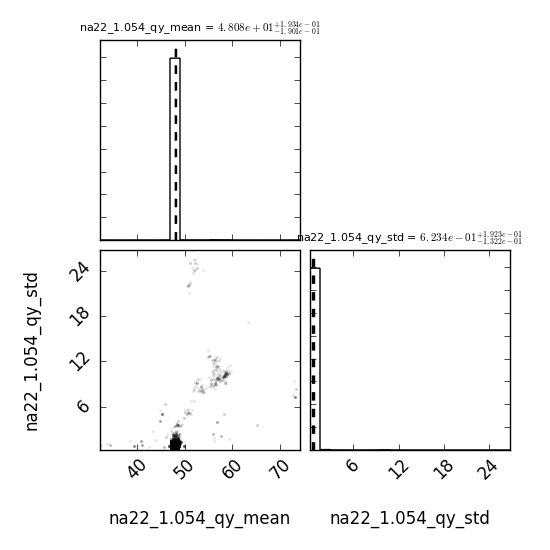 na22_1.054_qy_mean = 4.808e+01+1.934e−01−1.901e−01
na22_1.054_qy_std = 6.234e−01+1.923e−01−1.322e−01
24
18
12
6
na22_1.054_qy_std
40 50 60 70
6 12 18 24
na22_1.054_qy_mean
na22_1.054_qy_std